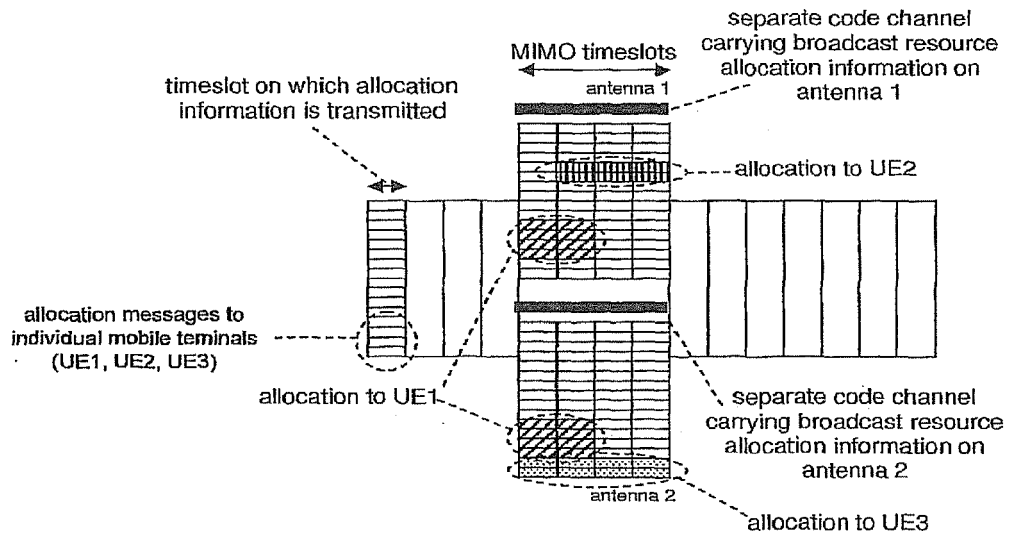 separate code channel
carrying broadcast resource
allocation information on
antenna 1
MIMO timeslots
antenna 1
timeslot on which allocation
information is transmitted
allocation to UE2
allocation messages to
individual mobile teminals
(UE1, UE2, UE3)
allocation to UE1
separate code channel
carrying broadcast resource
allocation information on
antenna 2
antenna 2
allocation to UE3